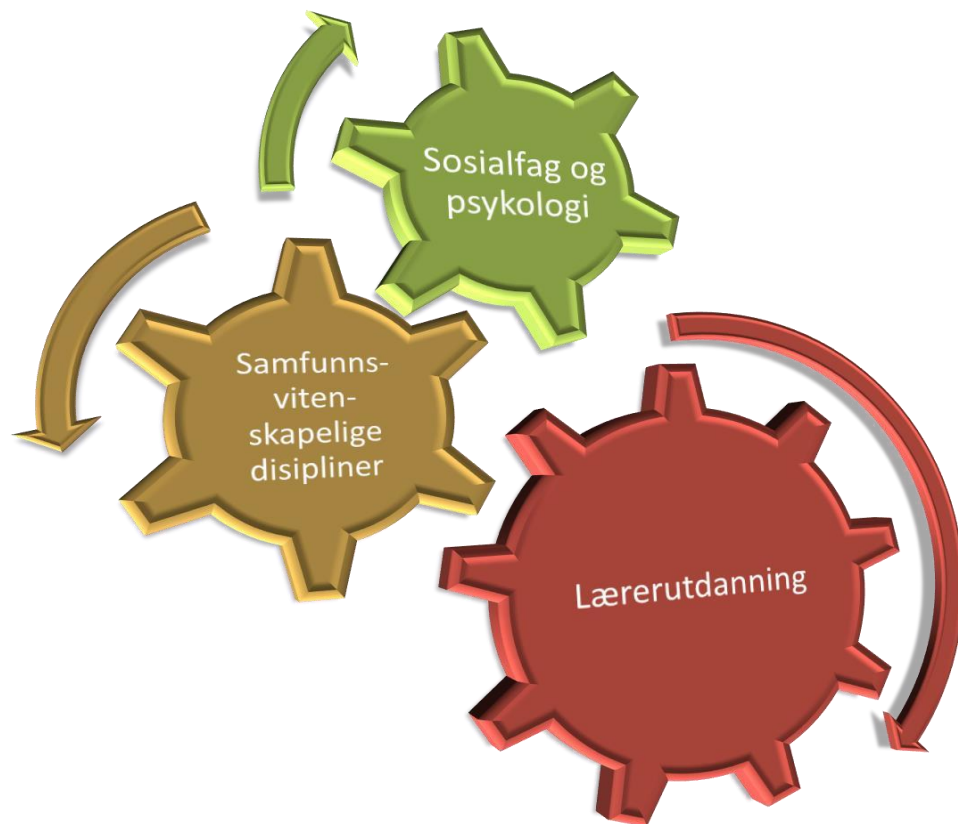 Sosialfag og
psykologi
Samfunns-
viten-
skapelige
disipliner
Lærerutdanning